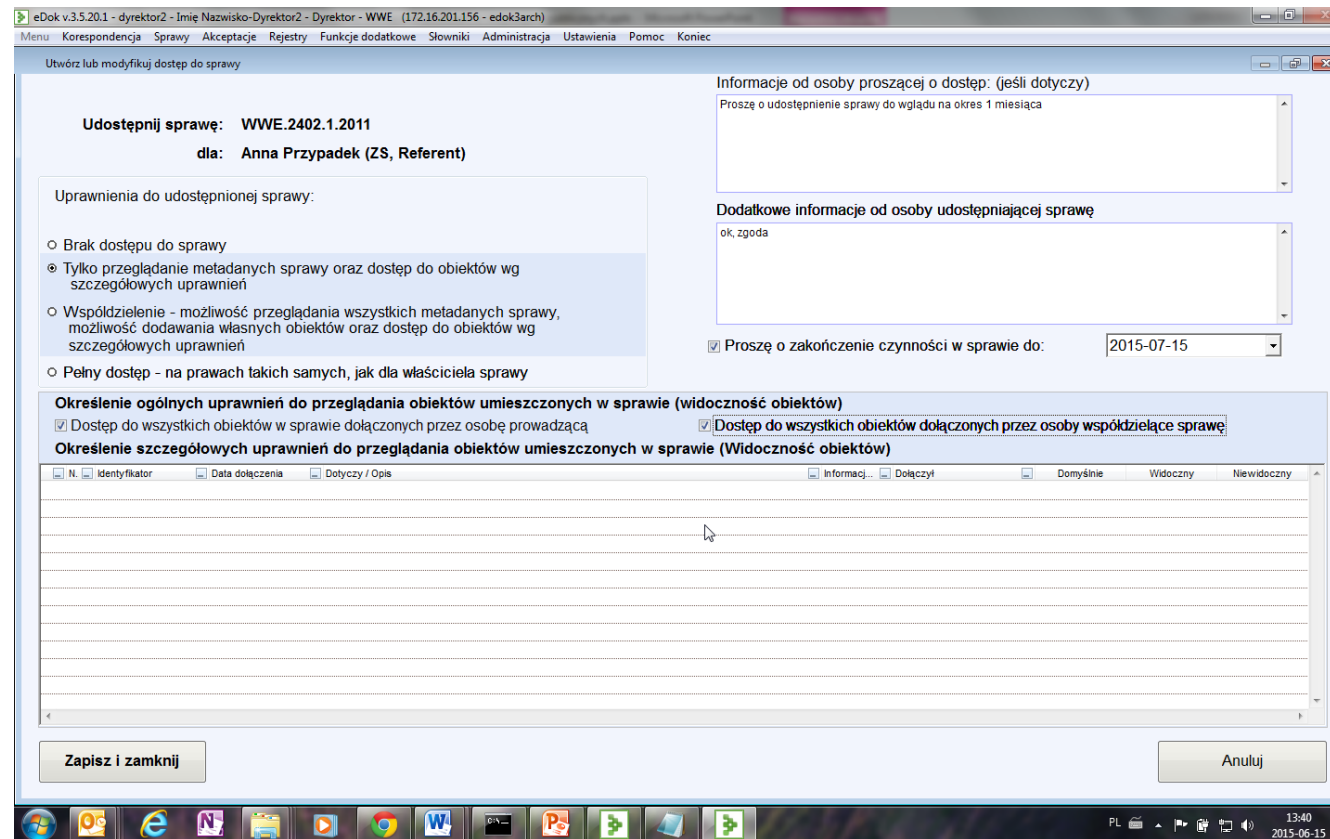 eDok v.3.5.20.1 - dyrektor2 - Imię Nazwisko-Dyrektor2 - Dyrektor - WWE (172.16.201.156 - edok3arch)
Menu Korespondencja Sprawy Akceptacje Rejestry Funkcje dodatkowe Słowniki Administracja Ustawienia Pomoc Koniec
Utwórz lub modyfikuj dostęp do sprawy
Informacje od osoby proszącej o dostęp: (jeśli dotyczy)
Proszę o udostępnienie sprawy do wglądu na okres 1 miesiąca
Udostępnij sprawę: WWE.2402.1.2011
dla: Anna Przypadek (ZS, Referent)
Uprawnienia do udostępnionej sprawy:
Brak dostępu do sprawy
Tylko przeglądanie metadanych sprawy oraz dostęp do obiektów wg
szczegółowych uprawnień
Współdzielenie - możliwość przeglądania wszystkich metadanych sprawy,
możliwość dodawania własnych obiektów oraz dostęp do obiektów wg
szczegółowych uprawnień
Pełny dostęp - na prawach takich samych, jak dla właściciela sprawy
Dodatkowe informacje od osoby udostępniającej sprawę
ok, zgoda
Proszę o zakończenie czynności w sprawie do: 2015-07-15
Określenie ogólnych uprawnień do przeglądania obiektów umieszczonych w sprawie (widoczność obiektów)
Dostęp do wszystkich obiektów w sprawie dołączonych przez osobę prowadzącą
Dostęp do wszystkich obiektów dołączonych przez osoby współdzielące sprawę
Określenie szczegółowych uprawnień do przeglądania obiektów umieszczonych w sprawie (Widoczność obiektów)
N. Identyfikator Data dołączenia Dotyczy / Opis Informacj... Dołączył Domyślnie Widoczny Niewidoczny
Zapisz i zamknij
Anuluj
PL
13:40
2015-06-15